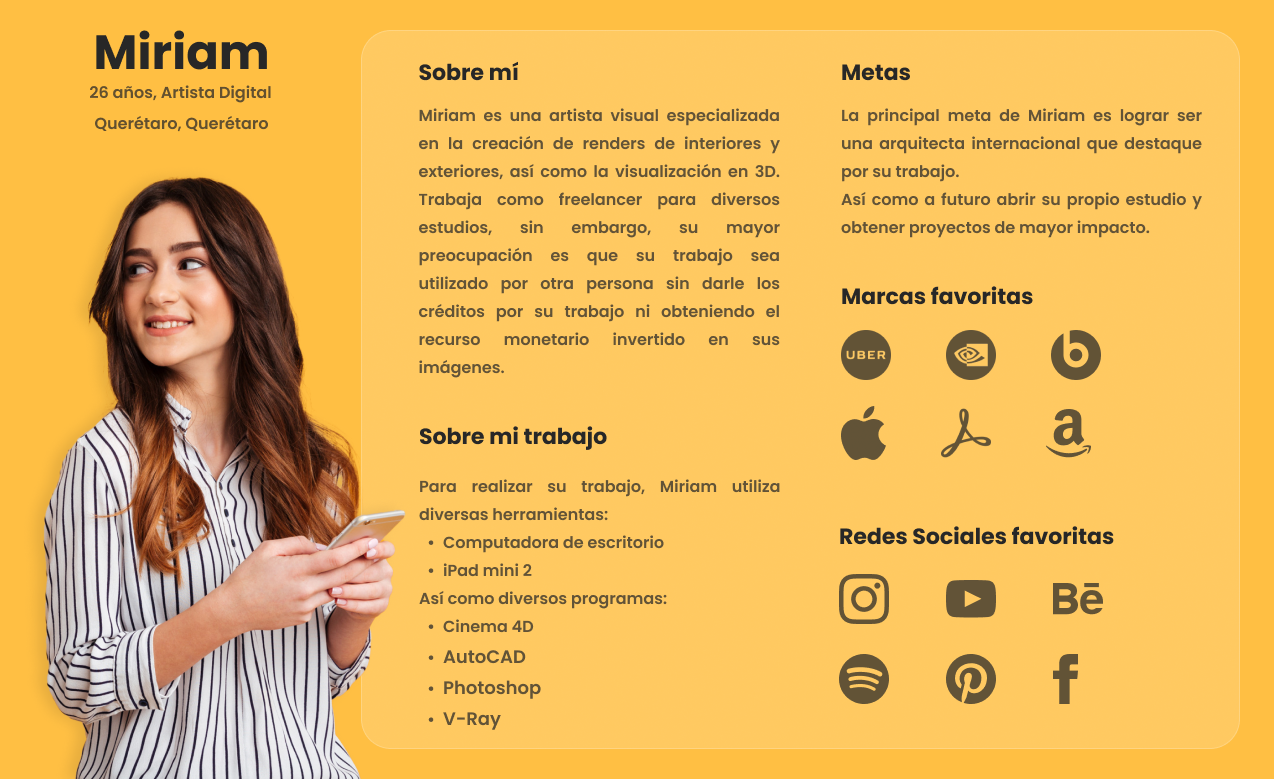 Miriam
26 años, Artista Digital
Querétaro, Querétaro
Sobre mí
Miriam es una artista visual especializada
en la creación de renders de interiores y
exteriores, así como la visualización en 3D.
Trabaja como freelancer para diversos
estudios, sin embargo, su mayor
preocupación es que su trabajo sea
utilizado por otra persona sin darle los
créditos por su trabajo ni obteniendo el
recurso monetario invertido en sus
imágenes.
Sobre mi trabajo
Para realizar su trabajo, Miriam utiliza
diversas herramientas:
• Computadora de escritorio
• iPad mini 2
Así como diversos programas:
• Cinema 4D
• AutoCAD
• Photoshop
• V-Ray
Metas
La principal meta de Miriam es lograr ser
una arquitecta internacional que destaque
por su trabajo.
Así como a futuro abrir su propio estudio y
obtener proyectos de mayor impacto.
Marcas favoritas
UBER
Redes Sociales favoritas
Bē